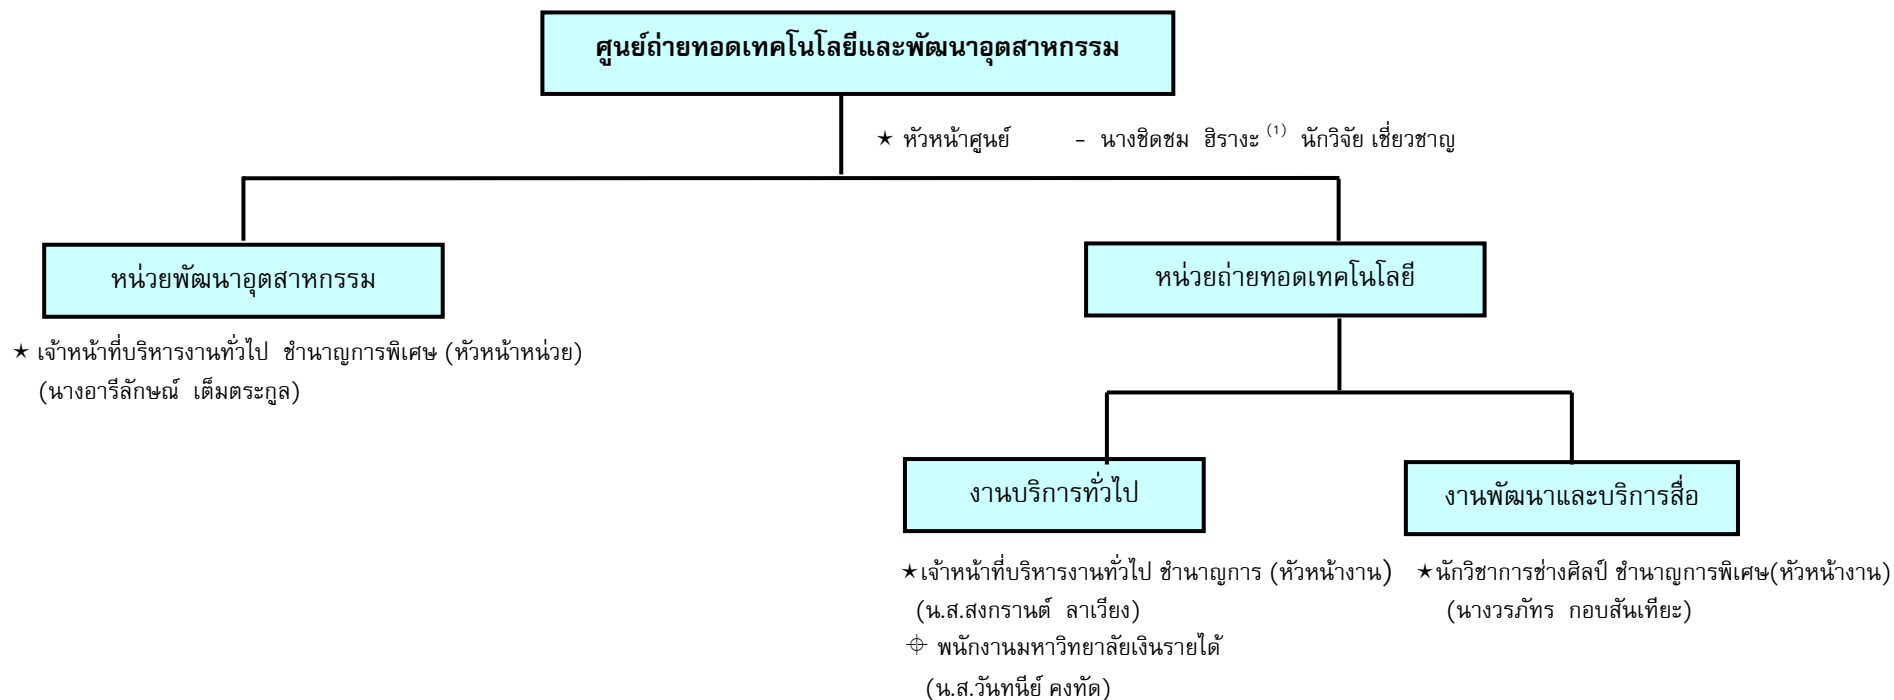 ศูนย์ถ่ายทอดเทคโนโลยีและพัฒนาอุตสาหกรรม
★ หัวหน้าศูนย์ – นางชิดชม ฮิรางะ (1) นักวิจัย เชี่ยวชาญ
หน่วยพัฒนาอุตสาหกรรม
หน่วยถ่ายทอดเทคโนโลยี
★ เจ้าหน้าที่บริหารงานทั่วไป ชำนาญการพิเศษ (หัวหน้าหน่วย)
(นางอารีลักษณ์ เต็มตระกูล)
งานบริการทั่วไป
งานพัฒนาและบริการสื่อ
★เจ้าหน้าที่บริหารงานทั่วไป ชำนาญการ (หัวหน้างาน)
(น.ส.สงกรานต์ ลาเวียง)
⌖ พนักงานมหาวิทยาลัยเงินรายได้
(น.ส.วันทนีย์ คงทัด)
★นักวิชาการช่างศิลป์ ชำนาญการพิเศษ(หัวหน้างาน)
(นางวรภัทร กอบสันเทียะ)